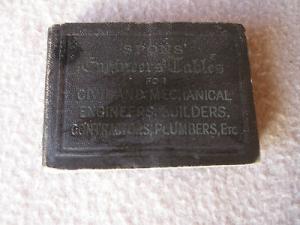 SPONS'
Engineers' Tables
FOR
CIVIL AND MECHANICAL
ENGINEERS, BUILDERS,
CONTRACTORS, PLUMBERS, Etc